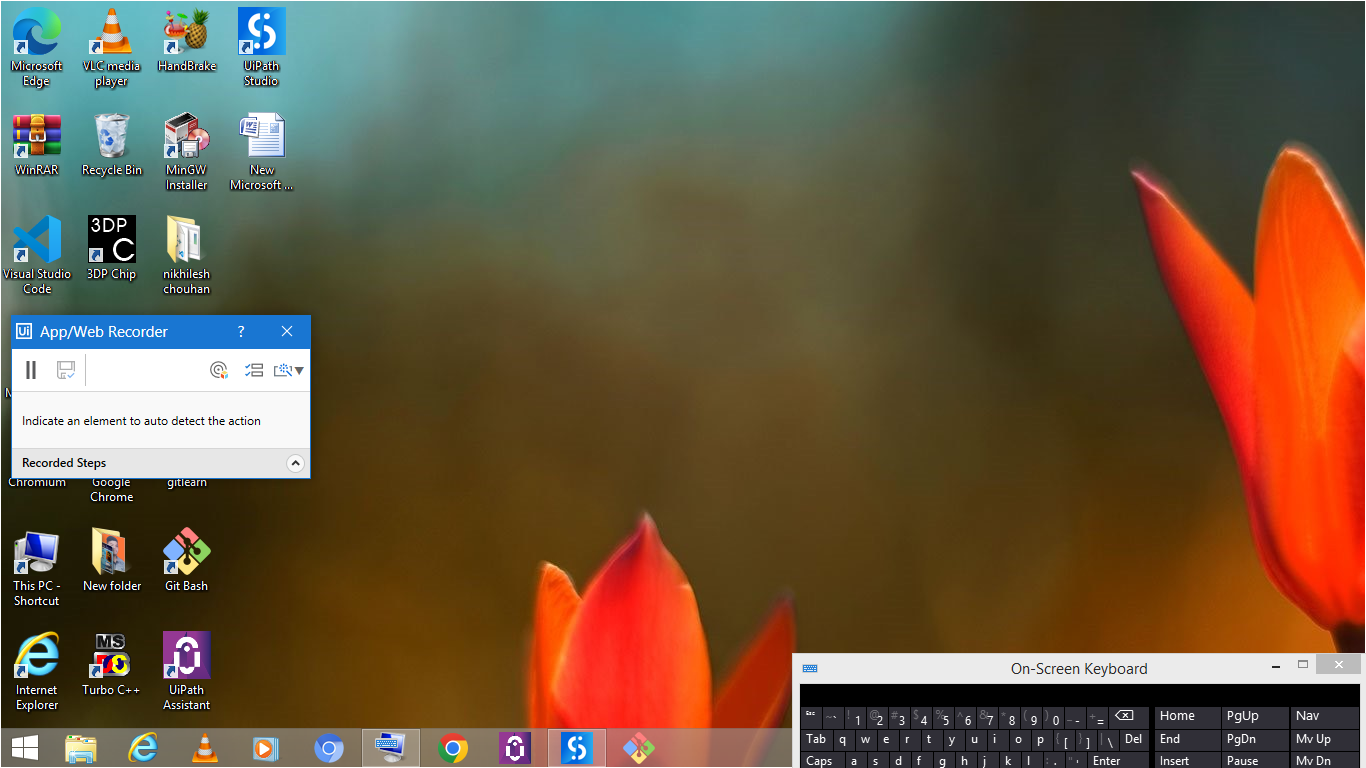 Microsoft
Edge
VLC media
player
HandBrake
UiPath
Studio
WinRAR
Recycle Bin
MinGW
Installer
New
Microsoft ...
Visual Studio
Code
3DP
C
3DP Chip
nikhilesh
chouhan
Ui App/Web Recorder ?
Indicate an element to auto detect the action
Recorded Steps
Chromium
Google
Chrome
gitlearn
This PC -
Shortcut
New folder
Git Bash
Internet
Explorer
MS
Turbo C++
UiPath
Assistant
On-Screen Keyboard
Esc ~ ` ! 1 @ 2 # 3 $ 4 % 5 ^ 6 & 7 * 8 ( 9 ) 0 _ - + = Home PgUp Nav
Tab q w e r t y u i o p { [ } ] | \ Del End PgDn Mv Up
Caps a s d f g h j k l : ; " ' Enter Insert Pause Mv Dn